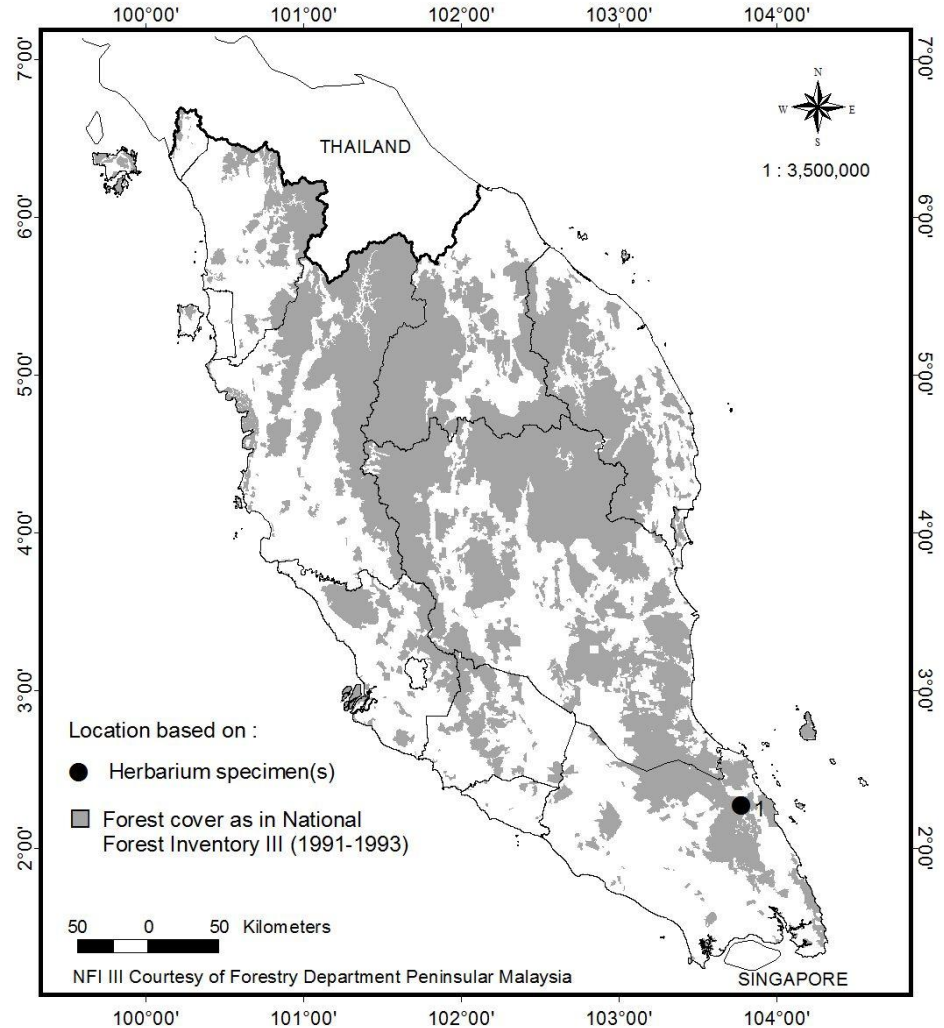 100°00' 101°00' 102°00' 103°00' 104°00'
7°00'
7°00'
N
W E
S
THAILAND
1 : 3,500,000
6°00'
6°00'
5°00'
5°00'
4°00'
4°00'
3°00'
3°00'
Location based on :
Herbarium specimen(s)
1
Forest cover as in National
Forest Inventory III (1991-1993)
2°00'
2°00'
50 0 50 Kilometers
NFI III Courtesy of Forestry Department Peninsular Malaysia
SINGAPORE
100°00' 101°00' 102°00' 103°00' 104°00'